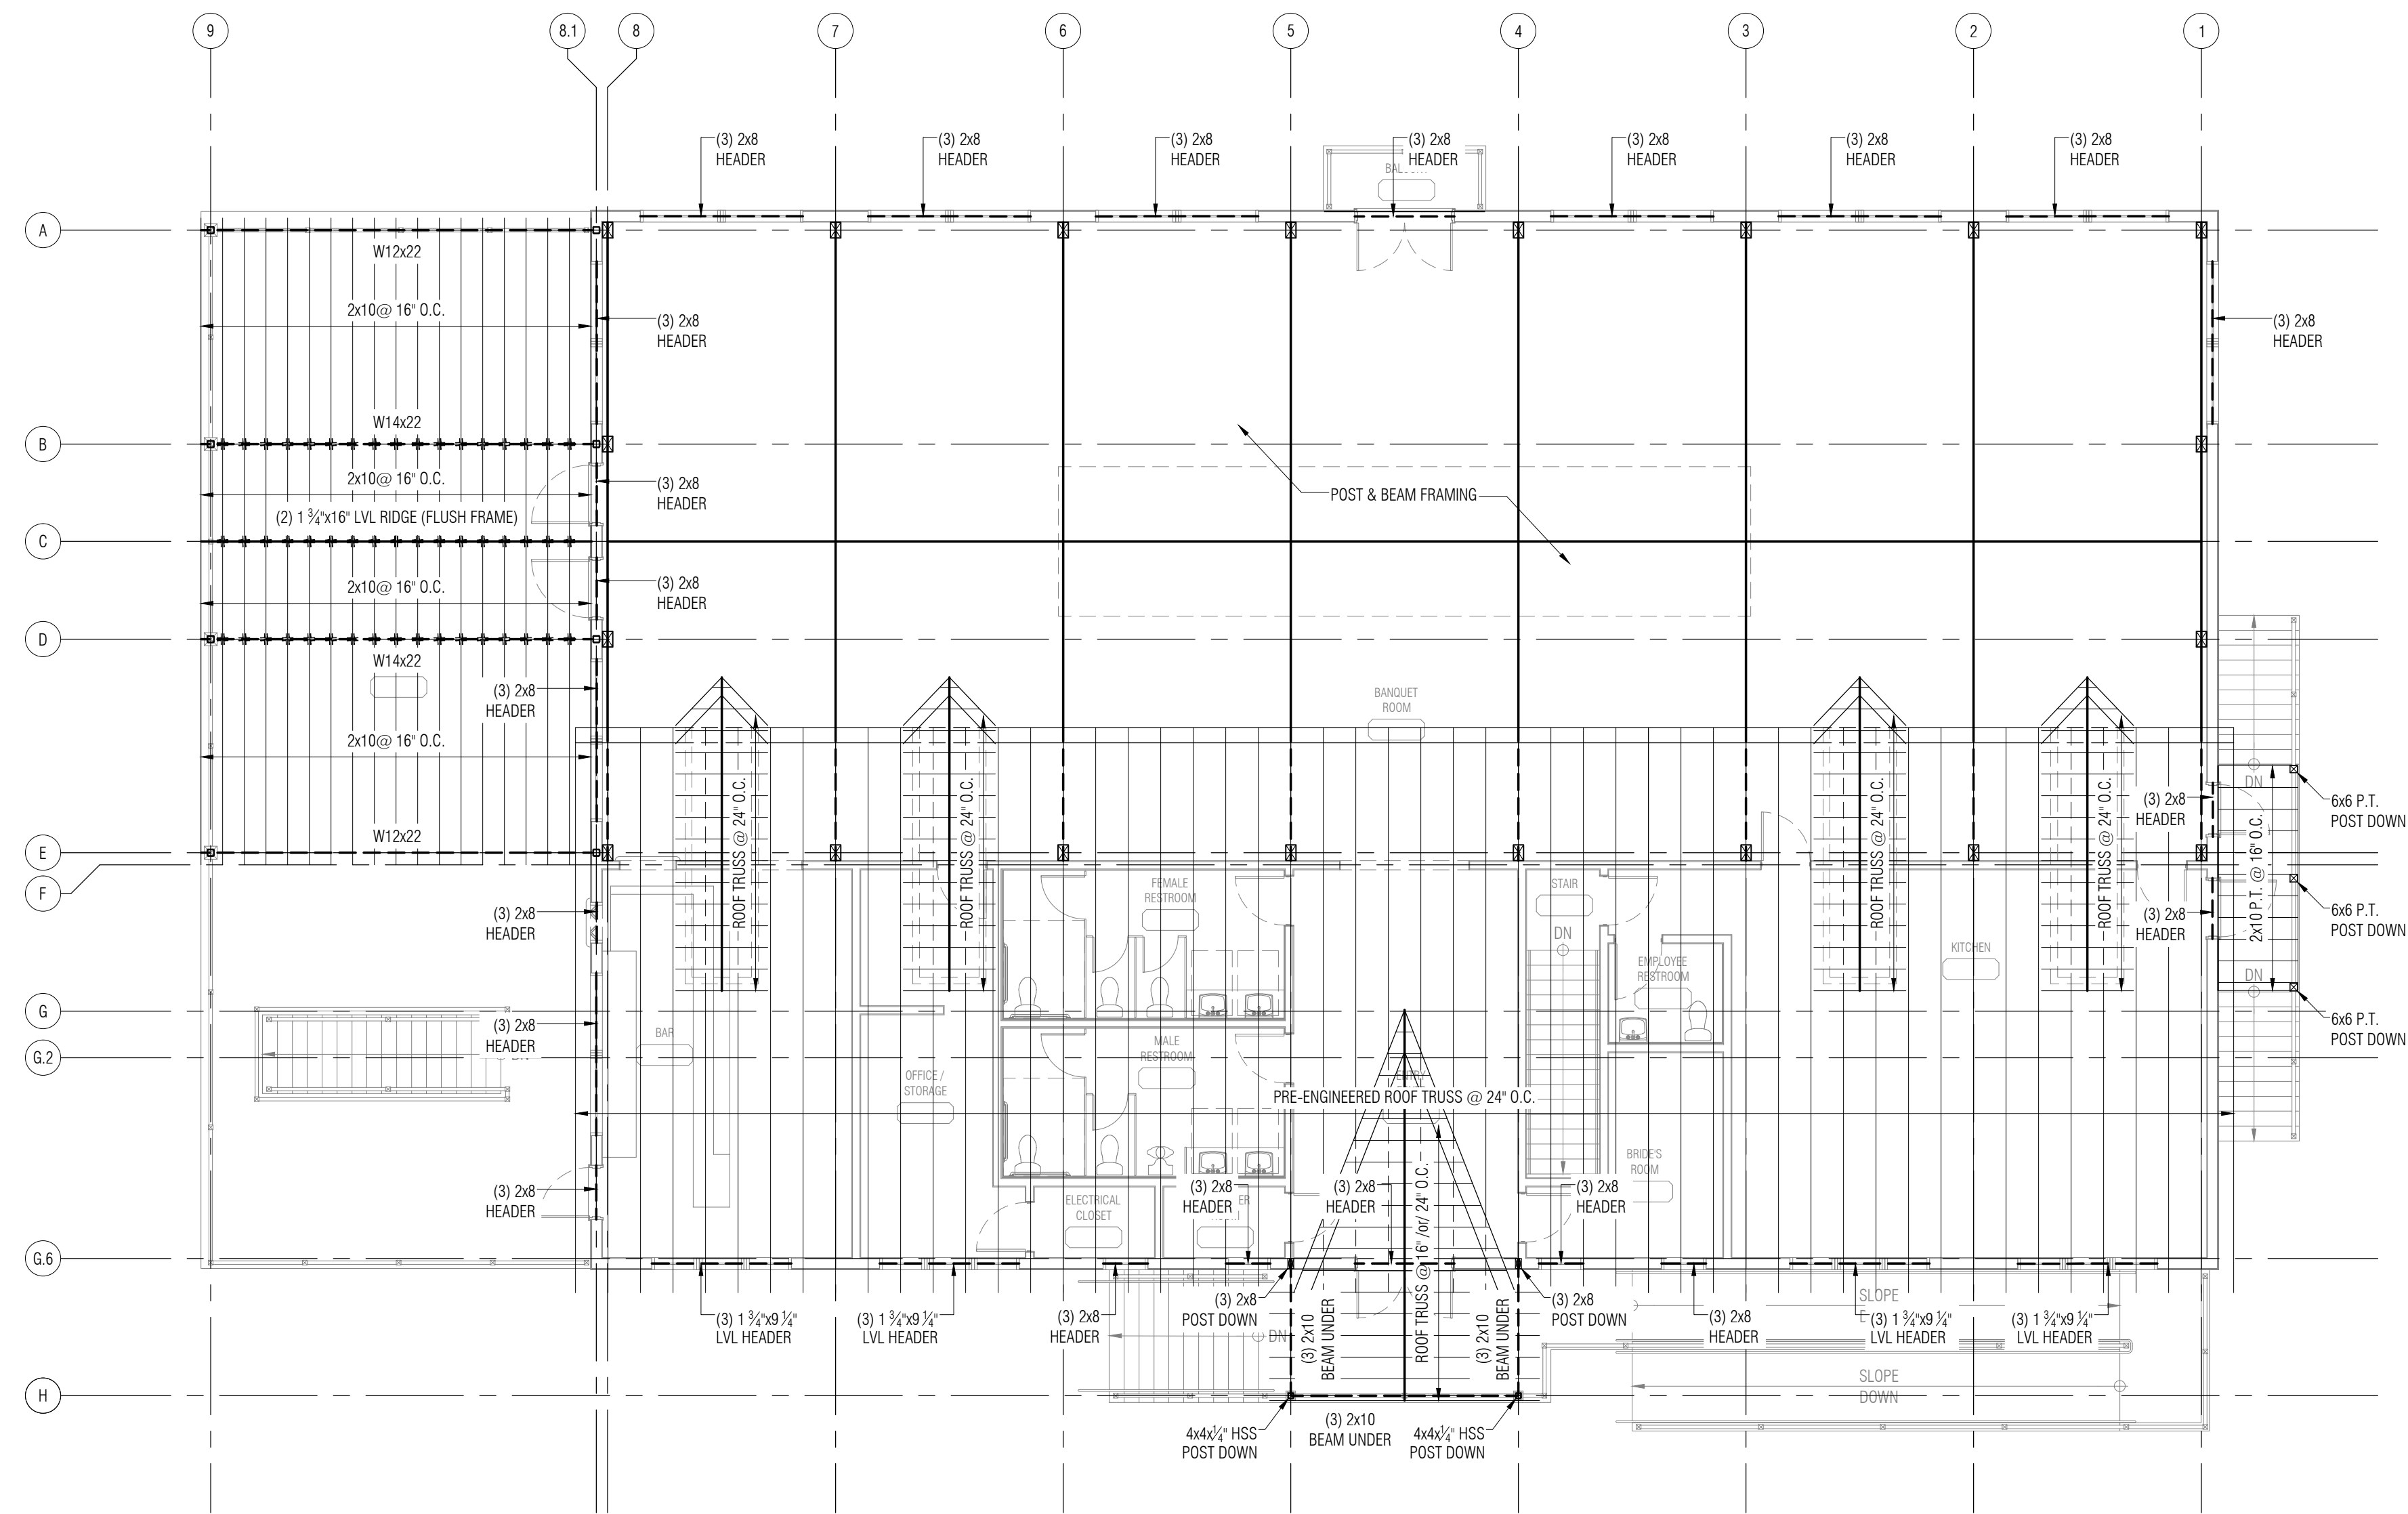 9
8.1
8
7
6
5
4
3
2
1
(3) 2x8
HEADER
(3) 2x8
HEADER
(3) 2x8
HEADER
(3) 2x8
HEADER
(3) 2x8
HEADER
(3) 2x8
HEADER
(3) 2x8
HEADER
A
W12x22
2x10@ 16" O.C.
(3) 2x8
HEADER
(3) 2x8
HEADER
W14x22
B
2x10@ 16" O.C.
(3) 2x8
HEADER
POST & BEAM FRAMING
(2) 1 3/4"x16" LVL RIDGE (FLUSH FRAME)
C
2x10@ 16" O.C.
(3) 2x8
HEADER
D
W14x22
(3) 2x8
HEADER
BANQUET
ROOM
2x10@ 16" O.C.
ROOF TRUSS @ 24" O.C.
ROOF TRUSS @ 24" O.C.
ROOF TRUSS @ 24" O.C.
ROOF TRUSS @ 24" O.C.
DN
(3) 2x8
HEADER
6x6 P.T.
POST DOWN
2x10 P.T. @ 16" O.C.
W12x22
E
F
FEMALE
RESTROOM
STAIR
DN
(3) 2x8
HEADER
(3) 2x8
HEADER
6x6 P.T.
POST DOWN
EMPLOYEE
RESTROOM
KITCHEN
DN
G
(3) 2x8
HEADER
DN
BAR
MALE
RESTROOM
6x6 P.T.
POST DOWN
G.2
OFFICE /
STORAGE
ENTRY
PRE-ENGINEERED ROOF TRUSS @ 24" O.C.
BRIDE'S
ROOM
ROOF TRUSS @ 16" /or/ 24" O.C.
(3) 2x8
HEADER
ELECTRICAL
CLOSET
(3) 2x8
HEADER
(3) 2x8
HEADER
(3) 2x8
HEADER
G.6
(3) 1 3/4"x9 1/4"
LVL HEADER
(3) 1 3/4"x9 1/4"
LVL HEADER
(3) 2x8
HEADER
(3) 2x8
POST DOWN
DN
(3) 2x10
BEAM UNDER
(3) 2x10
BEAM UNDER
(3) 2x8
POST DOWN
(3) 2x8
HEADER
SLOPE
(3) 1 3/4"x9 1/4"
LVL HEADER
(3) 1 3/4"x9 1/4"
LVL HEADER
SLOPE
DOWN
H
4x4x1/4" HSS
POST DOWN
(3) 2x10
BEAM UNDER
4x4x1/4" HSS
POST DOWN